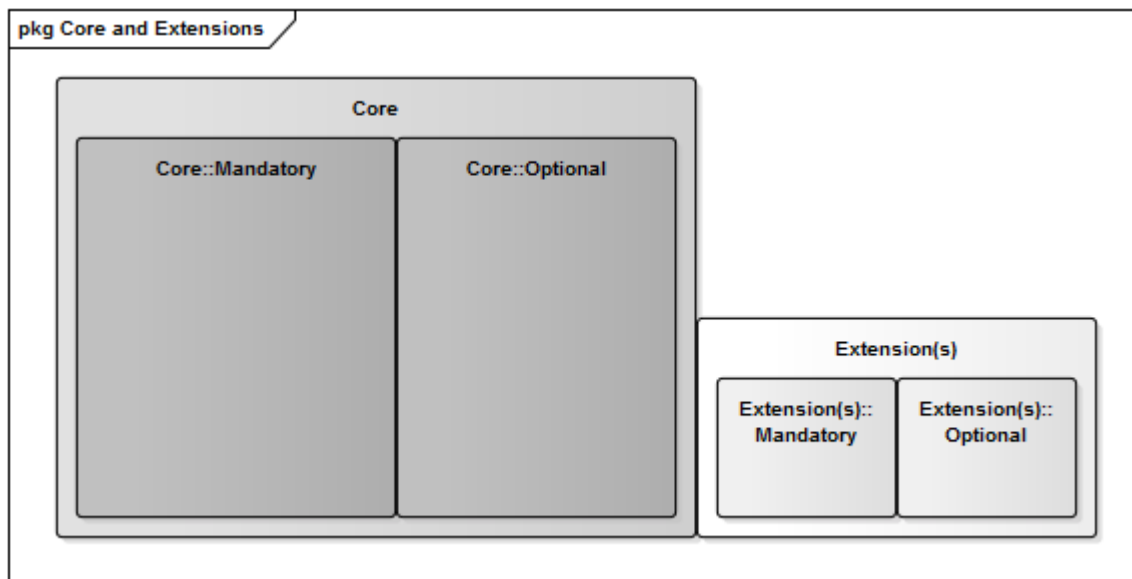 pkg Core and Extensions
Core
Core::Mandatory
Core::Optional
Extension(s)
Extension(s)::
Mandatory
Extension(s)::
Optional